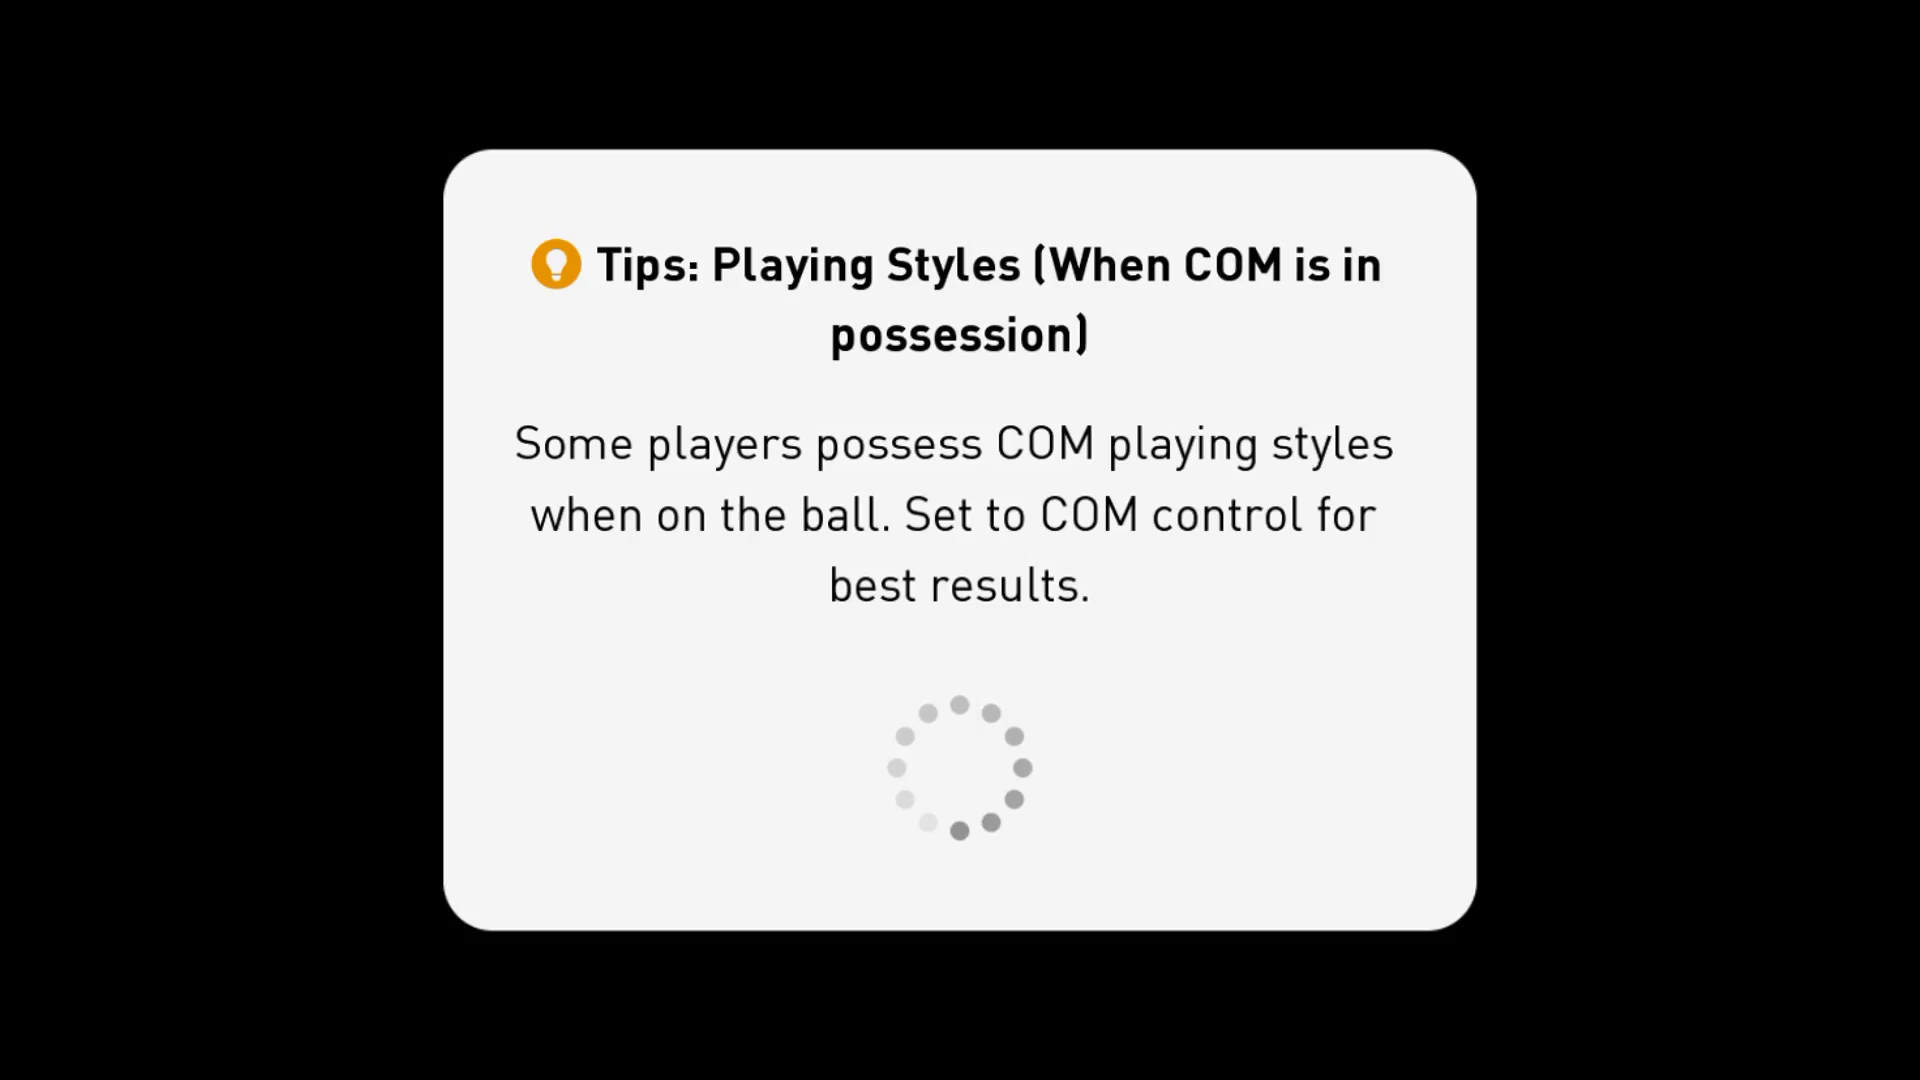 Tips: Playing Styles (When COM is in
possession)
Some players possess COM playing styles
when on the ball. Set to COM control for
best results.